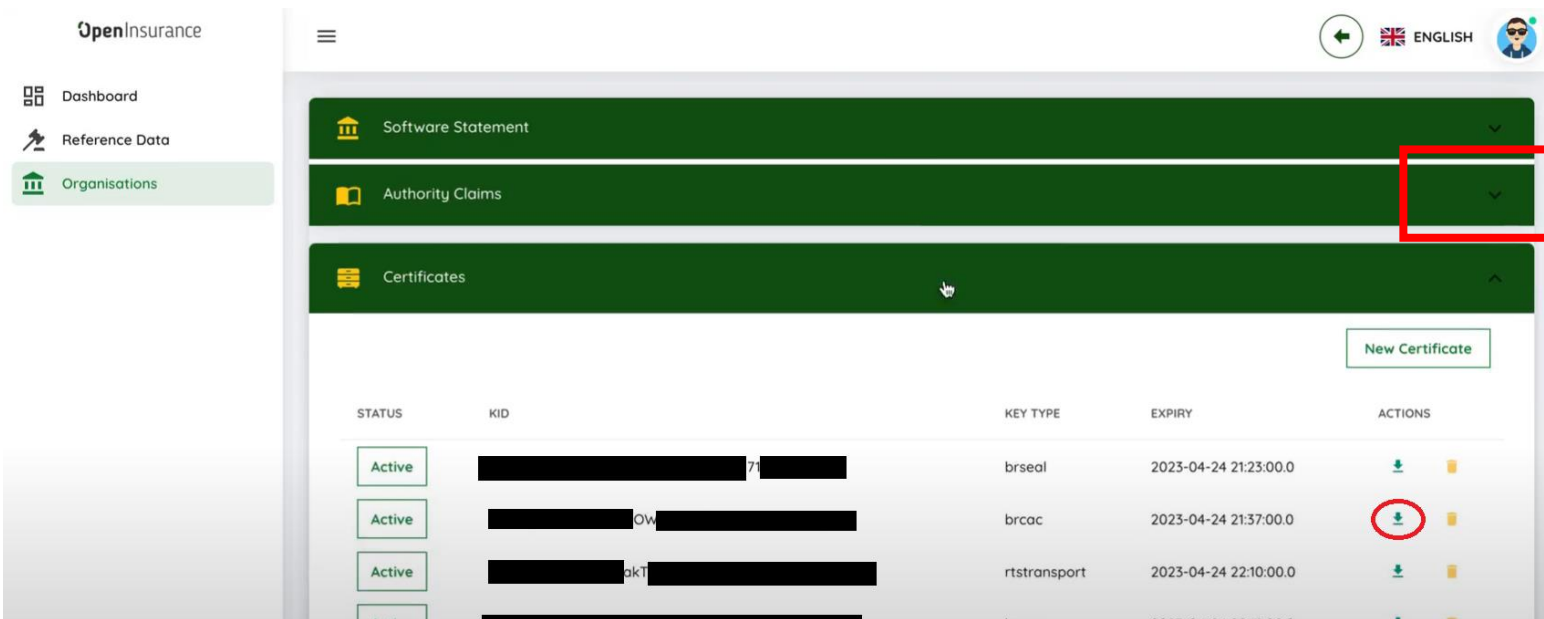 OpenInsurance
ENGLISH
Dashboard
Reference Data
Organisations
Software Statement
Authority Claims
Certificates
New Certificate
STATUS KID KEY TYPE EXPIRY ACTIONS
Active 71 brseal 2023-04-24 21:23:00.0
Active OW brcac 2023-04-24 21:37:00.0
Active akT rtstransport 2023-04-24 22:10:00.0